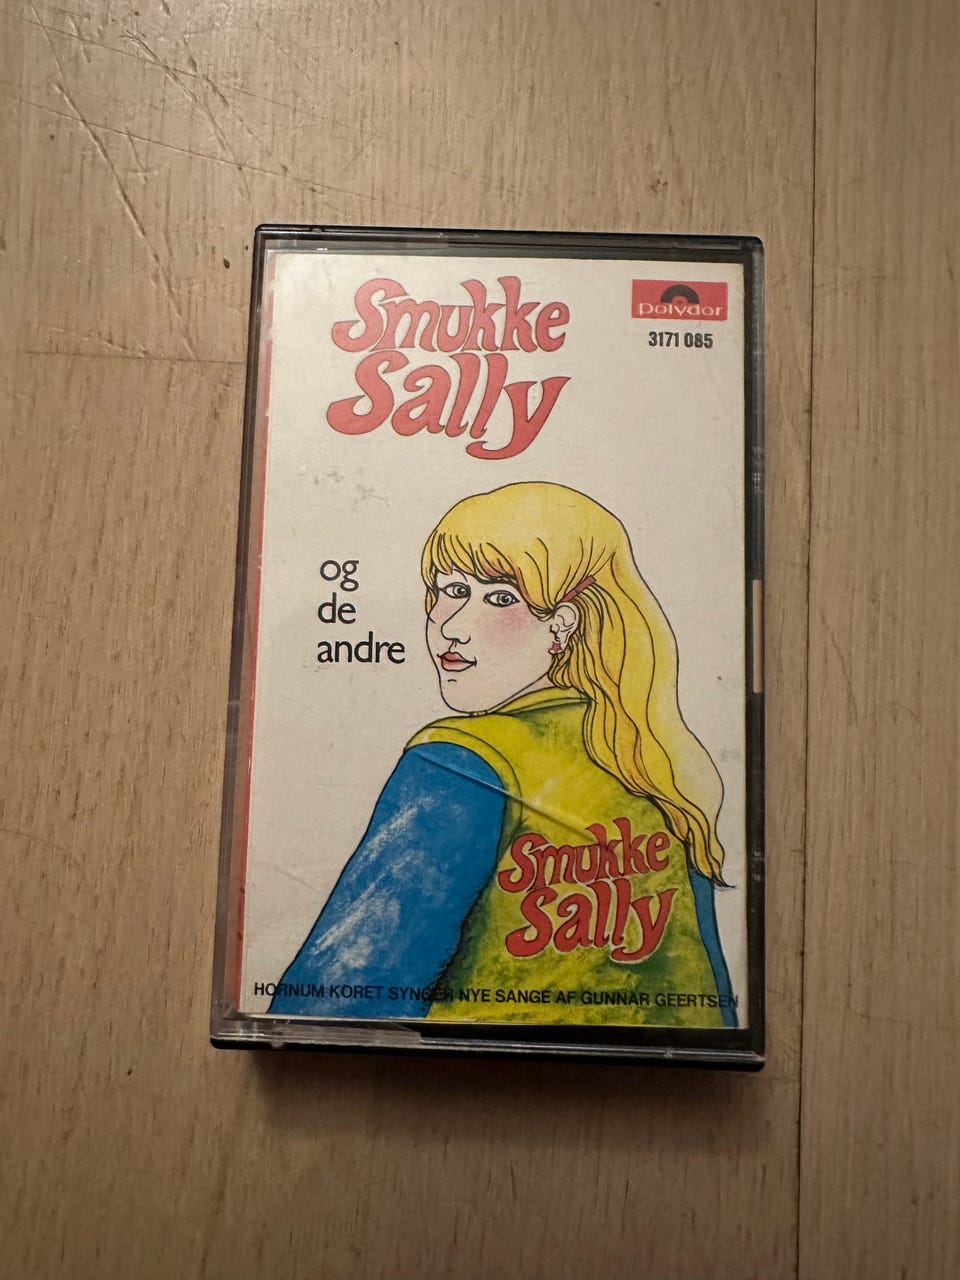 Smukke
Sally
polydor
3171 085
og
de
andre
Smukke
Sally
HORNUM KORET SYNGER NYE SANGE AF GUNNAR GEERTSEN